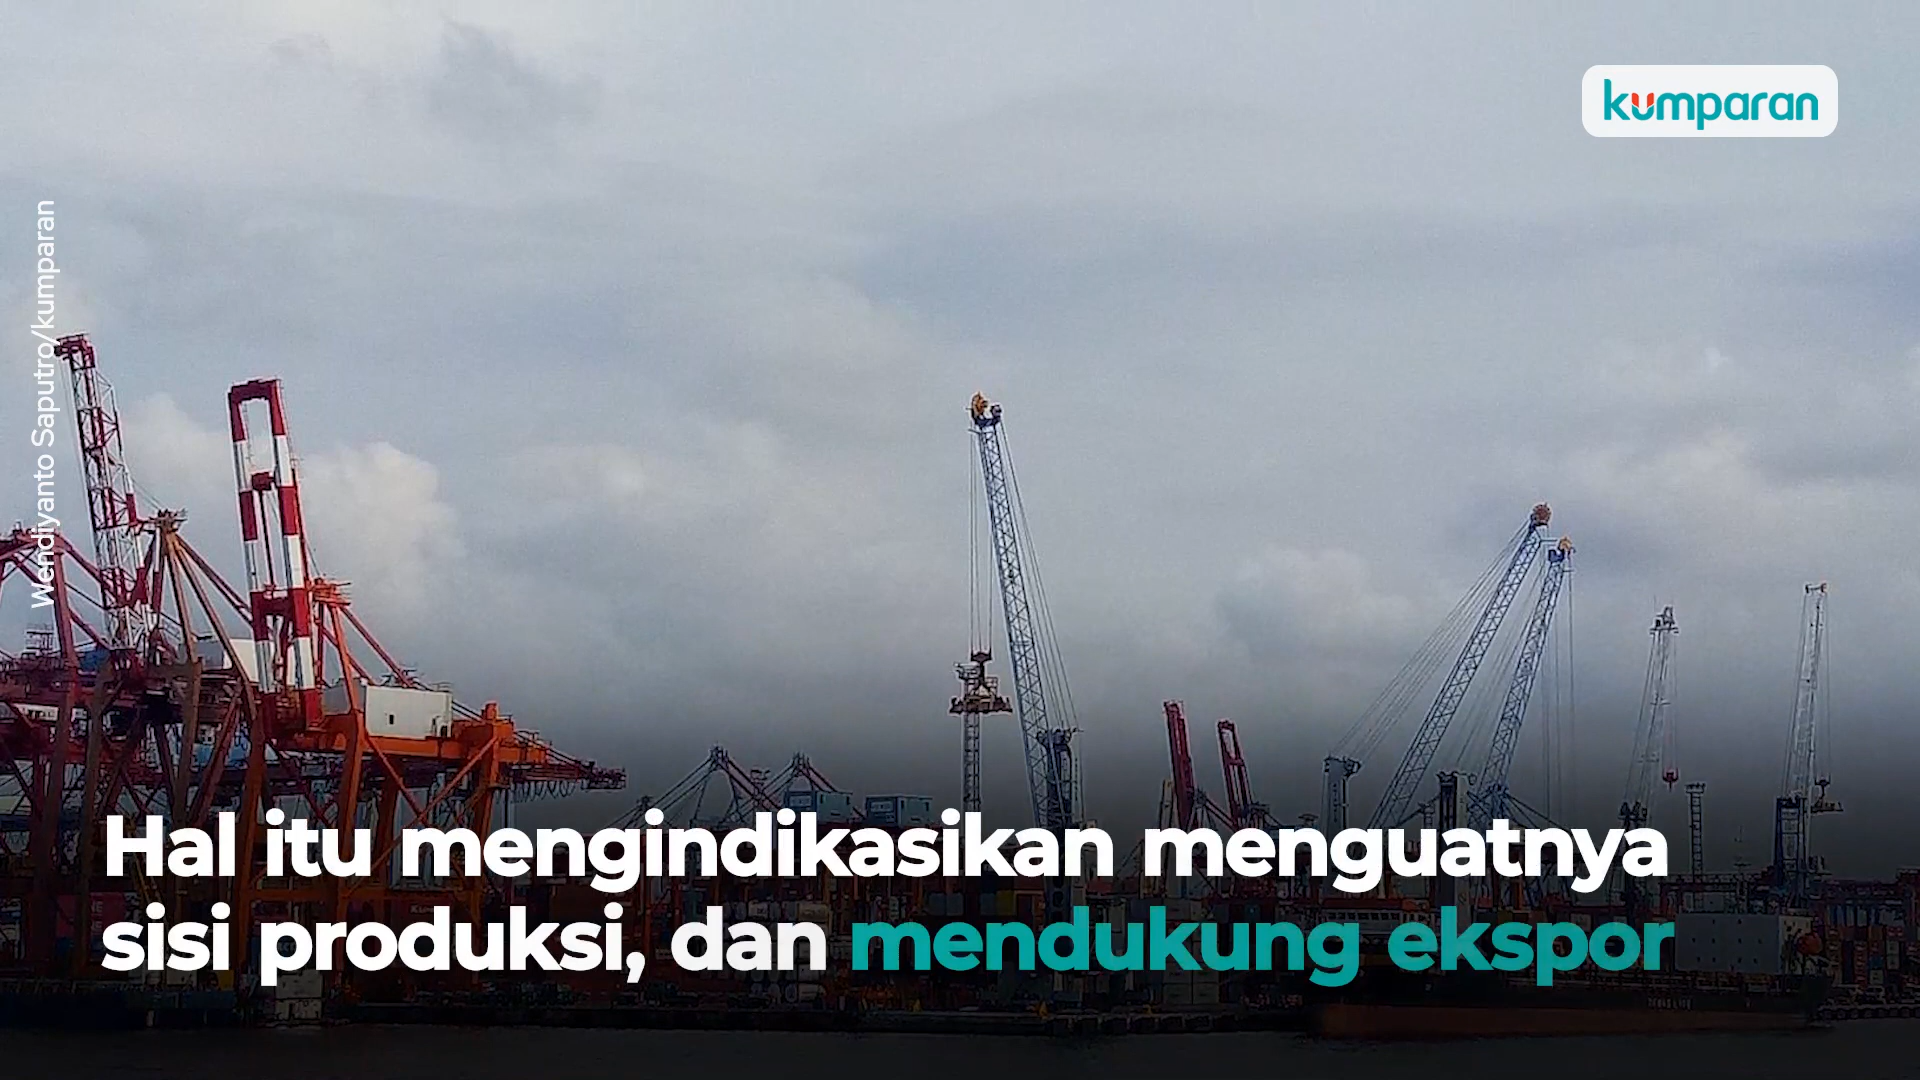 kumparan
Wendiyanto Saputro/kumparan
Hal itu mengindikasikan menguatnya
sisi produksi, dan mendukung ekspor